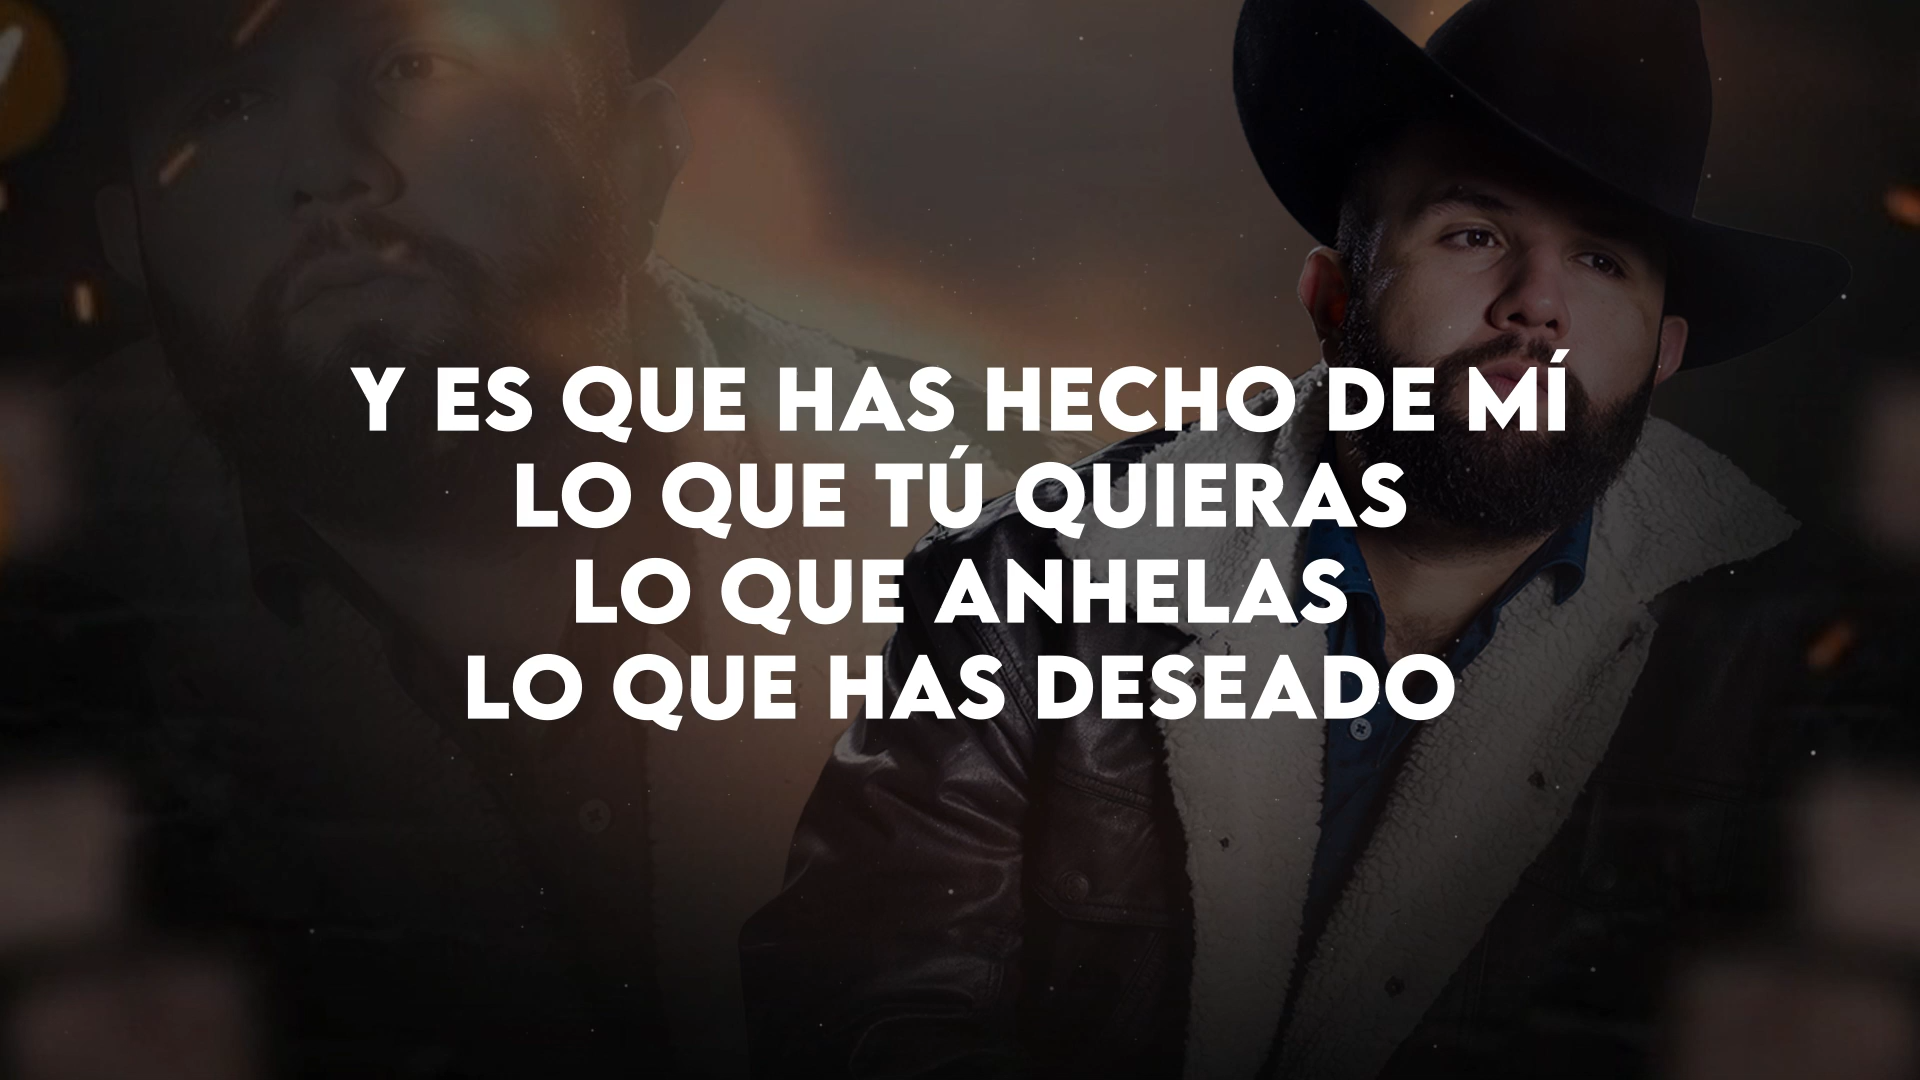 Y ES QUE HAS HECHO DE MÍ
LO QUE TÚ QUIERAS
LO QUE ANHELAS
LO QUE HAS DESEADO